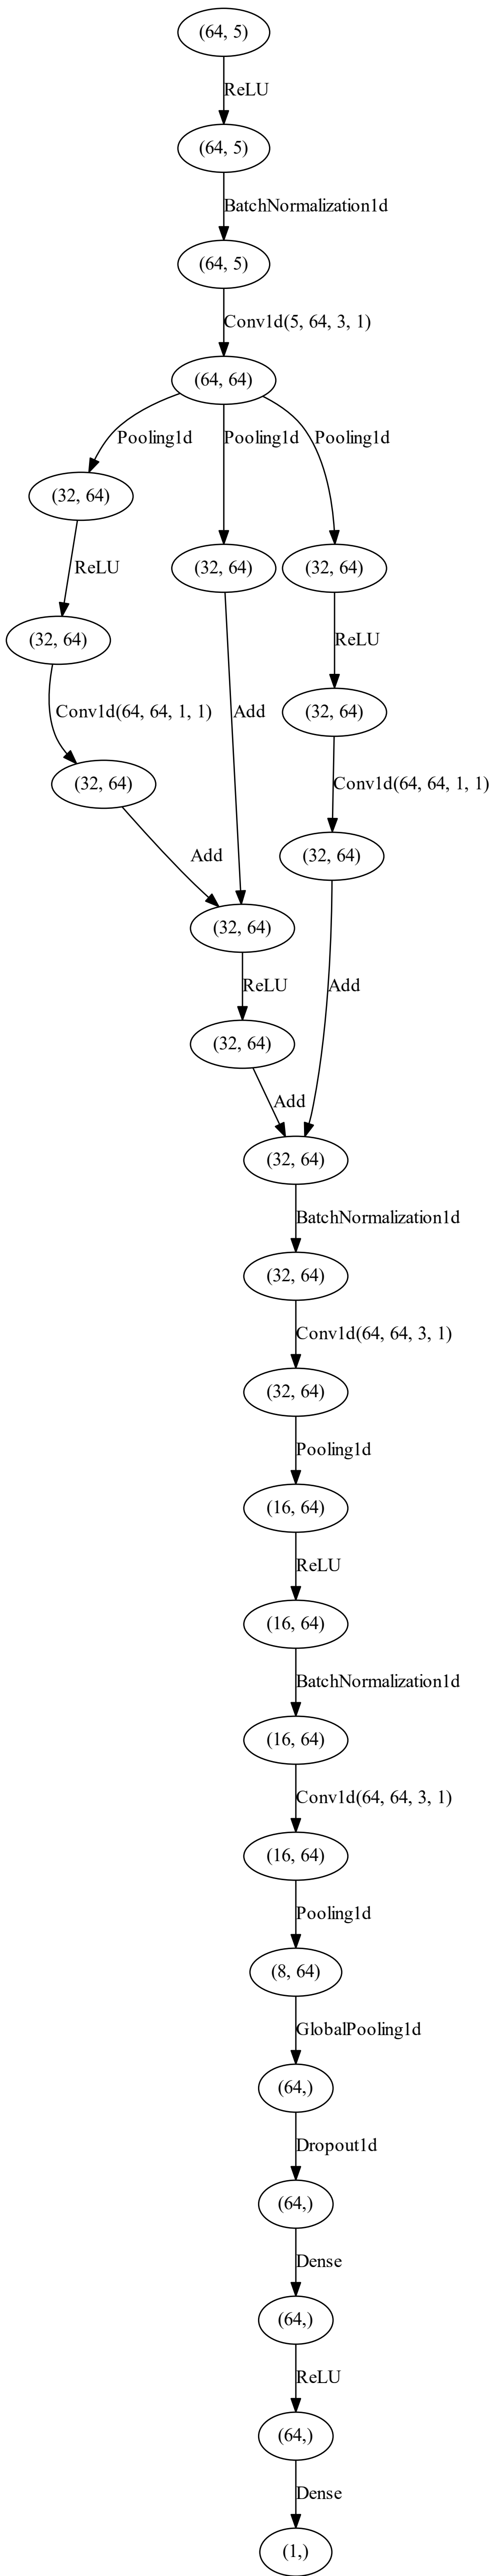 (64, 5)
ReLU
(64, 5)
BatchNormalization1d
(64, 5)
Conv1d(5, 64, 3, 1)
(64, 64)
Pooling1d Pooling1d Pooling1d
(32, 64)
(32, 64) (32, 64)
ReLU
(32, 64)
ReLU
Conv1d(64, 64, 1, 1) Add (32, 64)
(32, 64)
Conv1d(64, 64, 1, 1)
Add (32, 64)
(32, 64)
ReLU Add
(32, 64)
Add
(32, 64)
BatchNormalization1d
(32, 64)
Conv1d(64, 64, 3, 1)
(32, 64)
Pooling1d
(16, 64)
ReLU
(16, 64)
BatchNormalization1d
(16, 64)
Conv1d(64, 64, 3, 1)
(16, 64)
Pooling1d
(8, 64)
GlobalPooling1d
(64,)
Dropout1d
(64,)
Dense
(64,)
ReLU
(64,)
Dense
(1,)